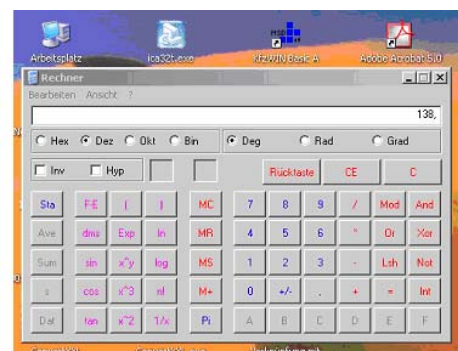 Arbeitsplatz ica32t.exe KfzWIN Basic A Adobe Acrobat 5.0
Rechner
Bearbeiten Ansicht ?
138,
Hex Dez Okt Bin Deg Rad Grad
Inv Hyp Rücktaste CE C
Sta F-E ( ) MC 7 8 9 / Mod And
Ave dms Exp ln MR 4 5 6 * Or Xor
Sum sin x^y log MS 1 2 3 - Lsh Not
s cos x^3 n! M+ 0 +/- . + = Int
Dat tan x^2 1/x Pi A B C D E F